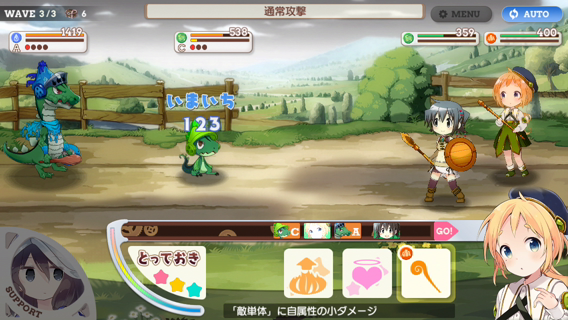 WAVE 3 / 3
6
通常攻撃
MENU
AUTO
1419
A
538
C
359
400
いまいち
123
C
A
GO!
とっておき
SUPPORT
「敵単体」に自属性の小ダメージ